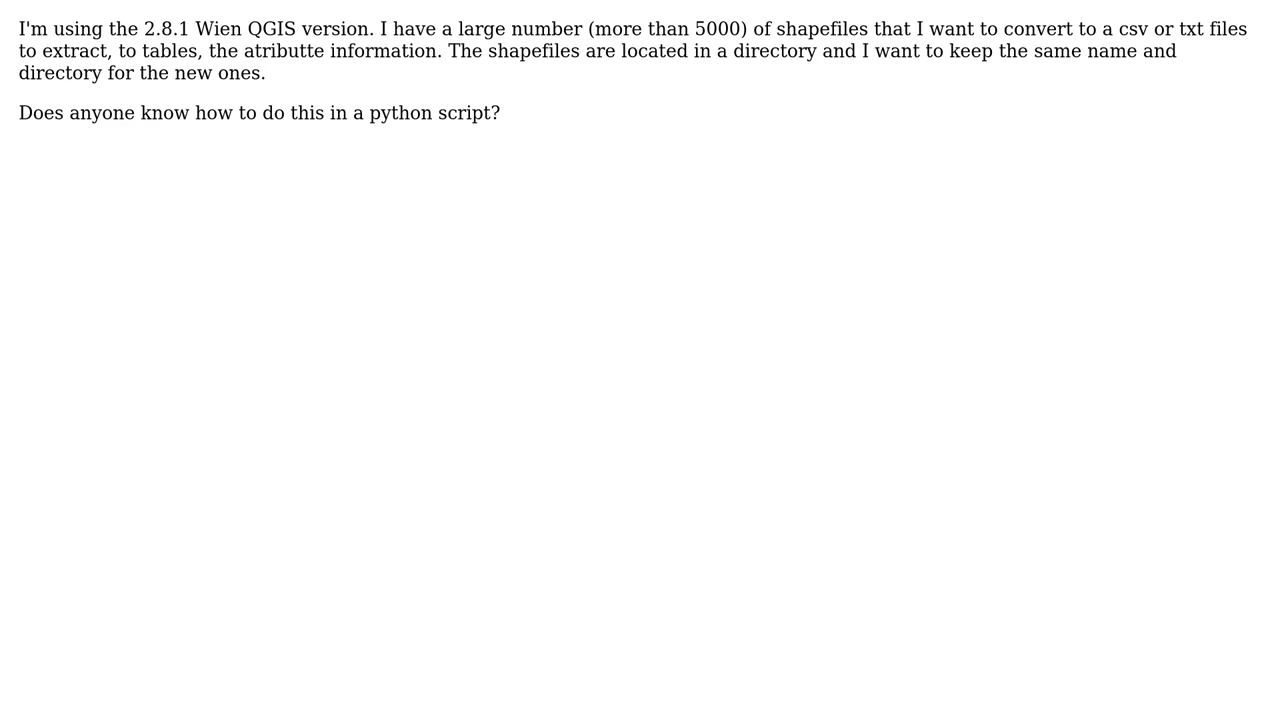 I'm using the 2.8.1 Wien QGIS version. I have a large number (more than 5000) of shapefiles that I want to convert to a csv or txt files
to extract, to tables, the atributte information. The shapefiles are located in a directory and I want to keep the same name and
directory for the new ones.
Does anyone know how to do this in a python script?